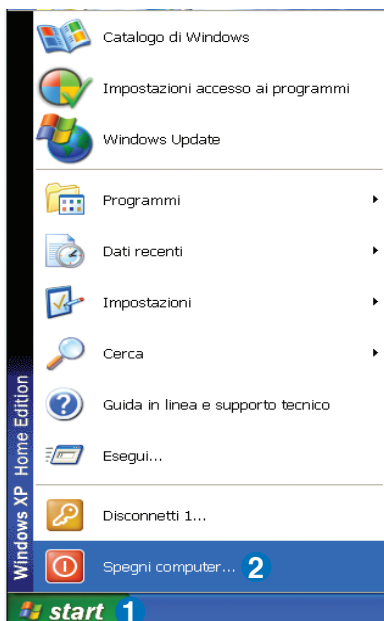 Catalogo di Windows
Impostazioni accesso ai programmi
Windows Update
Programmi
Dati recenti
Impostazioni
Cerca
Guida in linea e supporto tecnico
Esegui...
Disconnetti 1...
Spegni computer... 2
Windows XP Home Edition
start 1